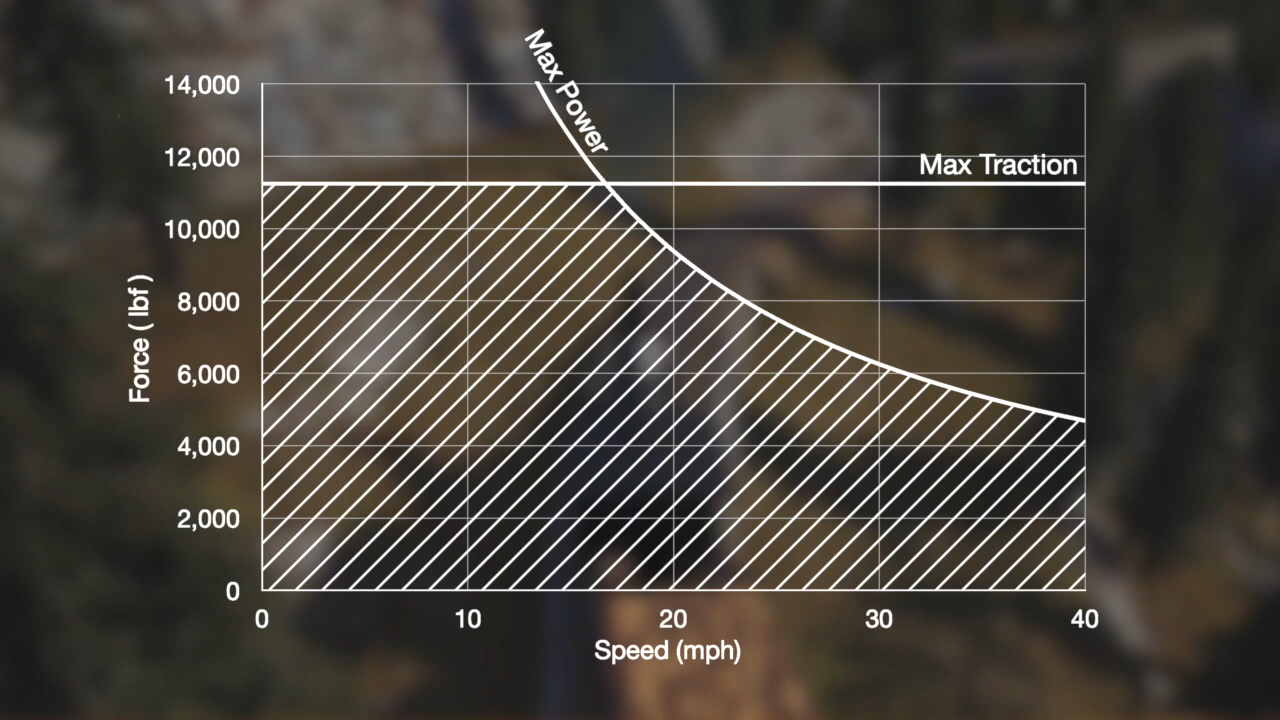 Max Power
14,000
12,000
Max Traction
10,000
8,000
6,000
4,000
2,000
0
Force ( lbf )
0 10 20 30 40
Speed (mph)